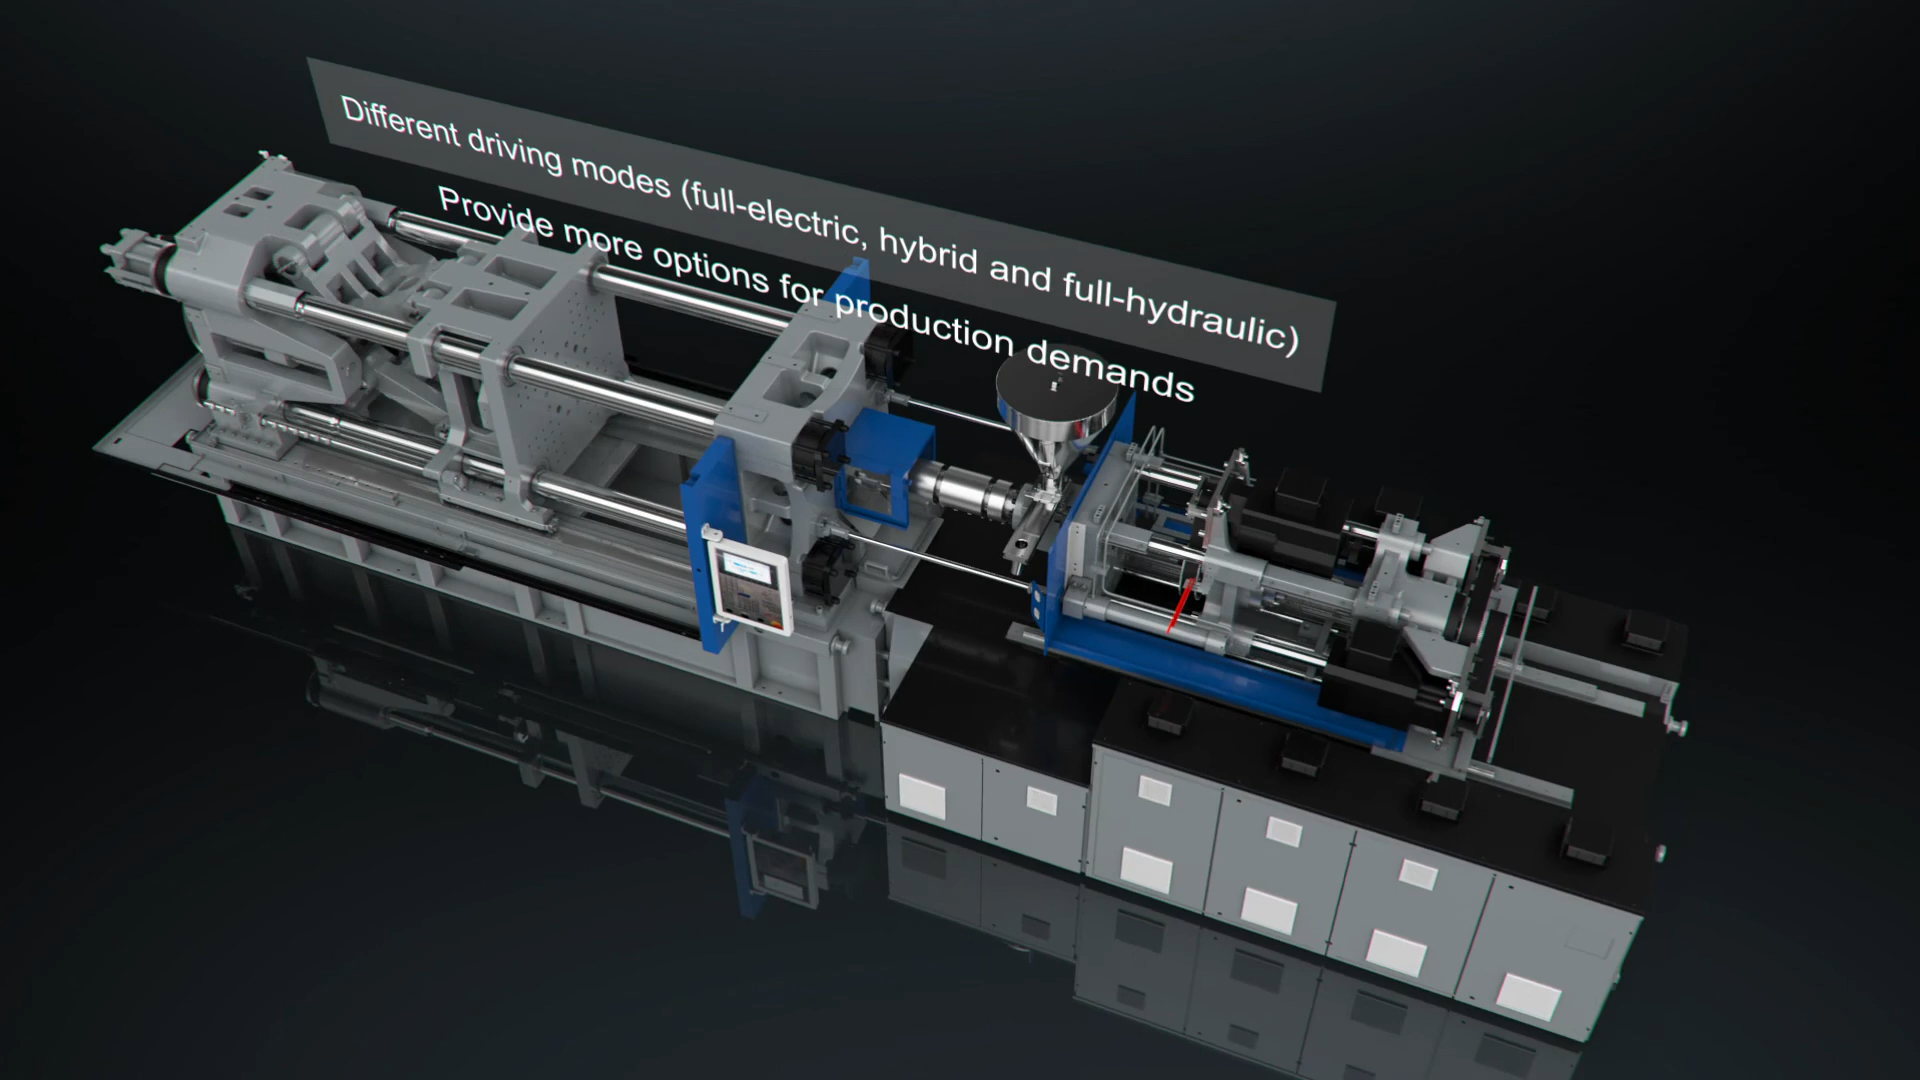 Different driving modes (full-electric, hybrid and full-hydraulic)
Provide more options for production demands